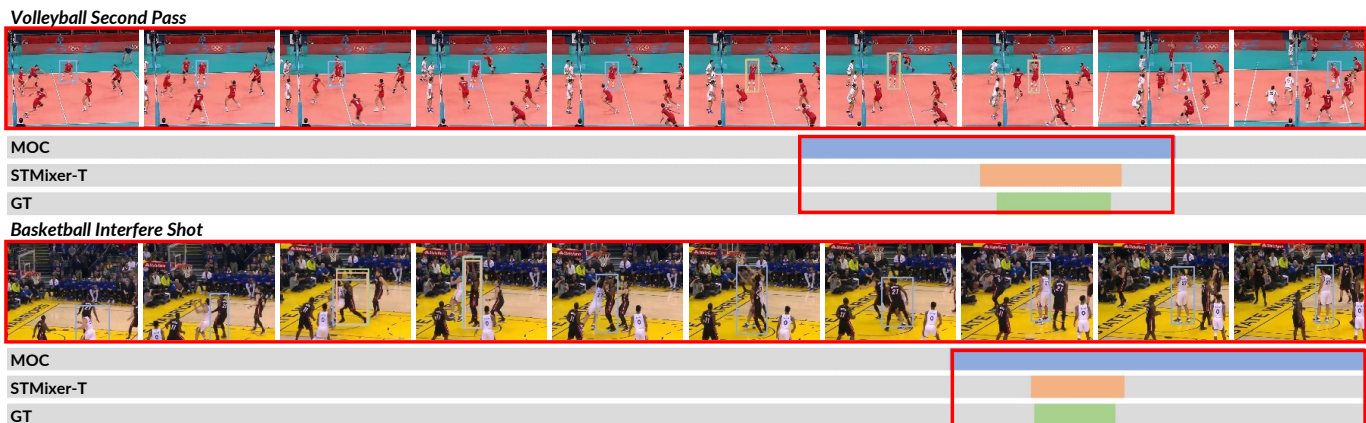 Volleyball Second Pass
MOC
STMixer-T
GT
Basketball Interfere Shot
MOC
STMixer-T
GT